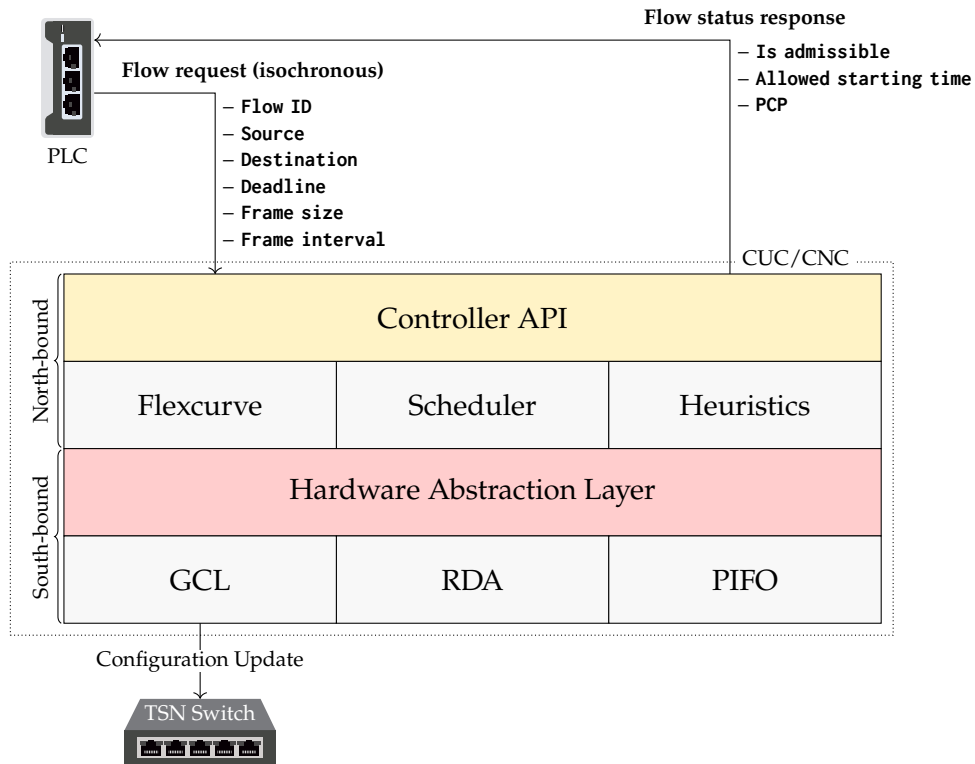 Flow status response
– Is admissible
– Allowed starting time
– PCP
Flow request (isochronous)
– Flow ID
– Source
– Destination
– Deadline
– Frame size
– Frame interval
PLC
CUC/CNC
North-bound
Controller API
Flexcurve
Scheduler
Heuristics
South-bound
Hardware Abstraction Layer
GCL
RDA
PIFO
Configuration Update
TSN Switch